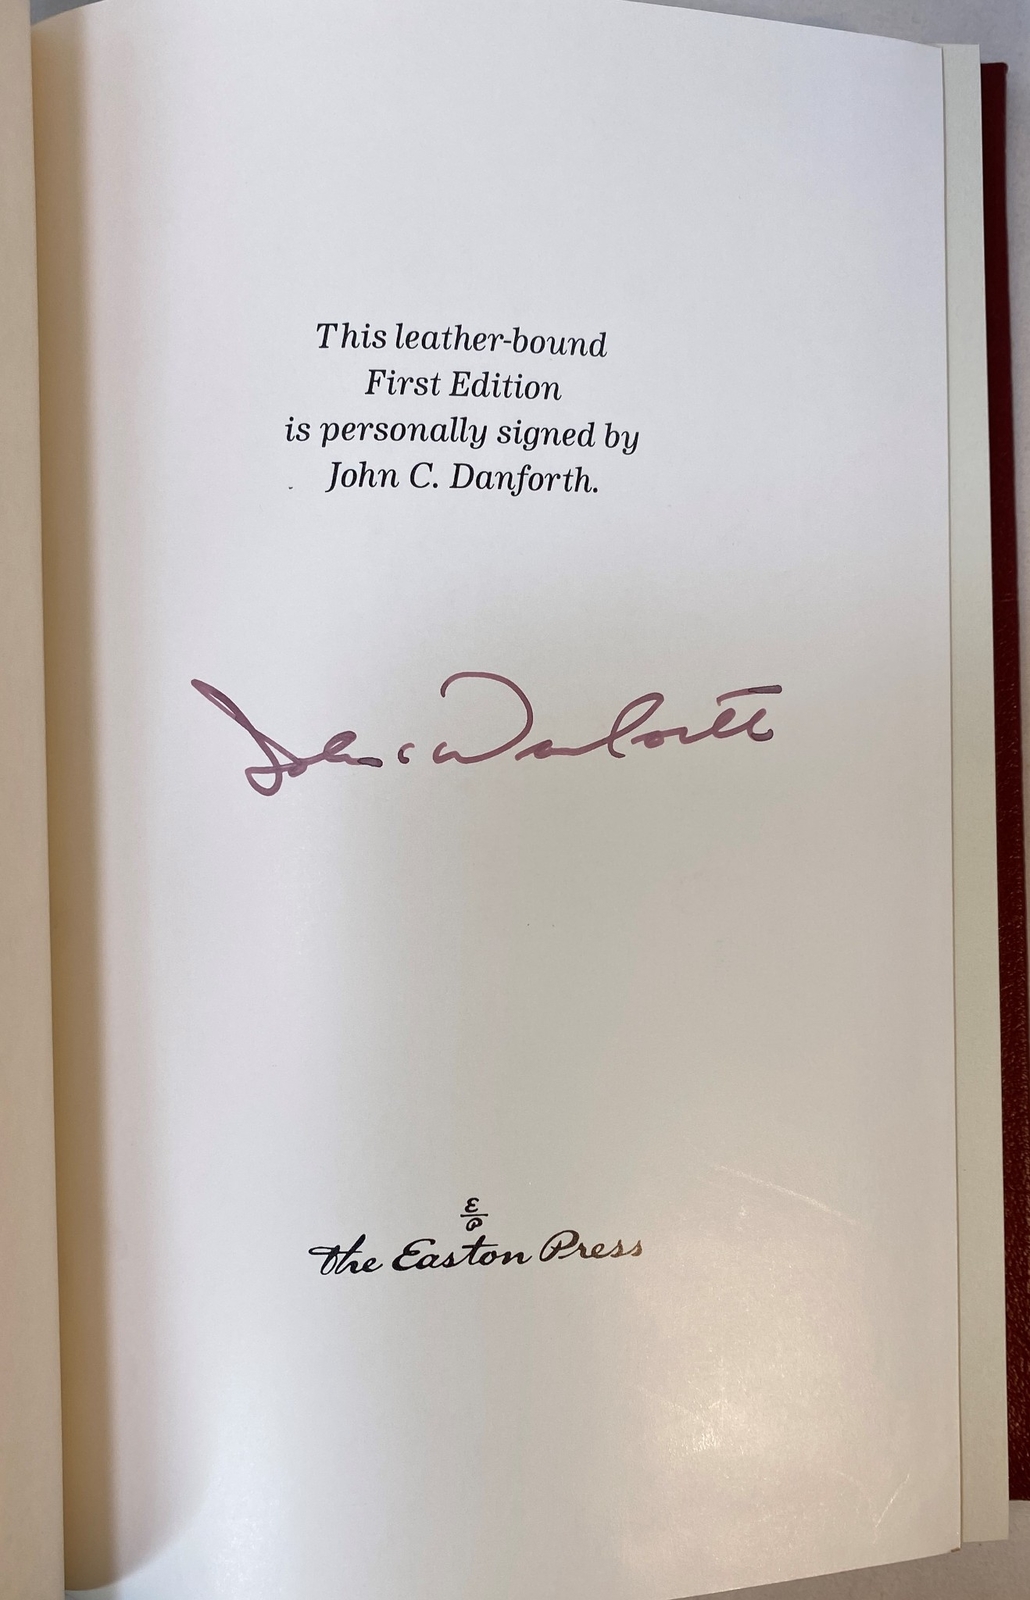 This leather-bound
First Edition
is personally signed by
John C. Danforth.
John C Danforth
E
P
The Easton Press